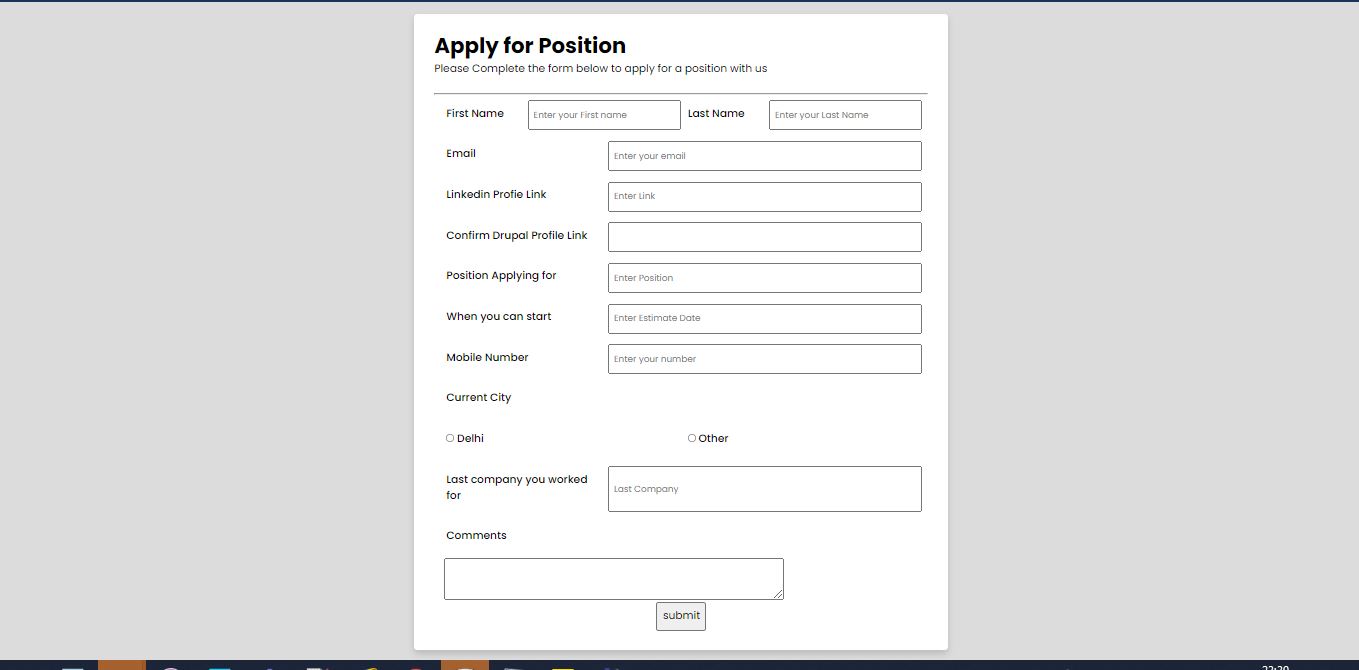 Apply for Position
Please Complete the form below to apply for a position with us
First Name Enter your First name Last Name Enter your Last Name
Email Enter your email
Linkedin Profie Link Enter Link
Confirm Drupal Profile Link
Position Applying for Enter Position
When you can start Enter Estimate Date
Mobile Number Enter your number
Current City
Delhi Other
Last company you worked
for
Last Company
Comments
submit